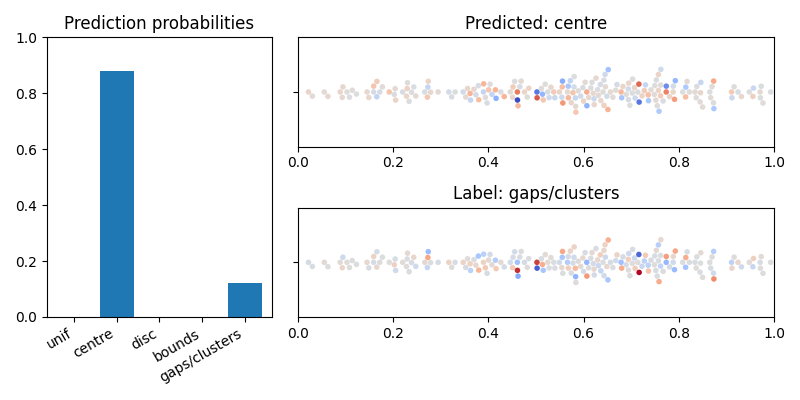 Prediction probabilities
1.0
0.8
0.6
0.4
0.2
0.0
unif
centre
disc
bounds
gaps/clusters
Predicted: centre
0.0 0.2 0.4 0.6 0.8 1.0
Label: gaps/clusters
0.0 0.2 0.4 0.6 0.8 1.0